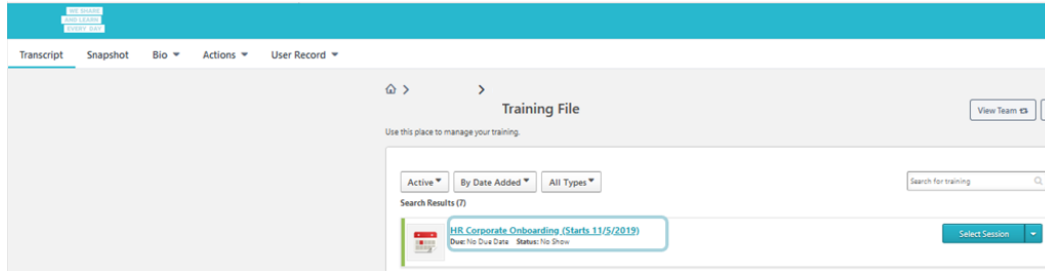 WE SHARE
AND LEARN
EVERY DAY
Transcript Snapshot Bio Actions User Record
Training File
View Team
Use this place to manage your training.
Active By Date Added All Types Search for training
Search Results (7)
HR Corporate Onboarding (Starts 11/5/2019)
Due: No Due Date Status: No Show
Select Session